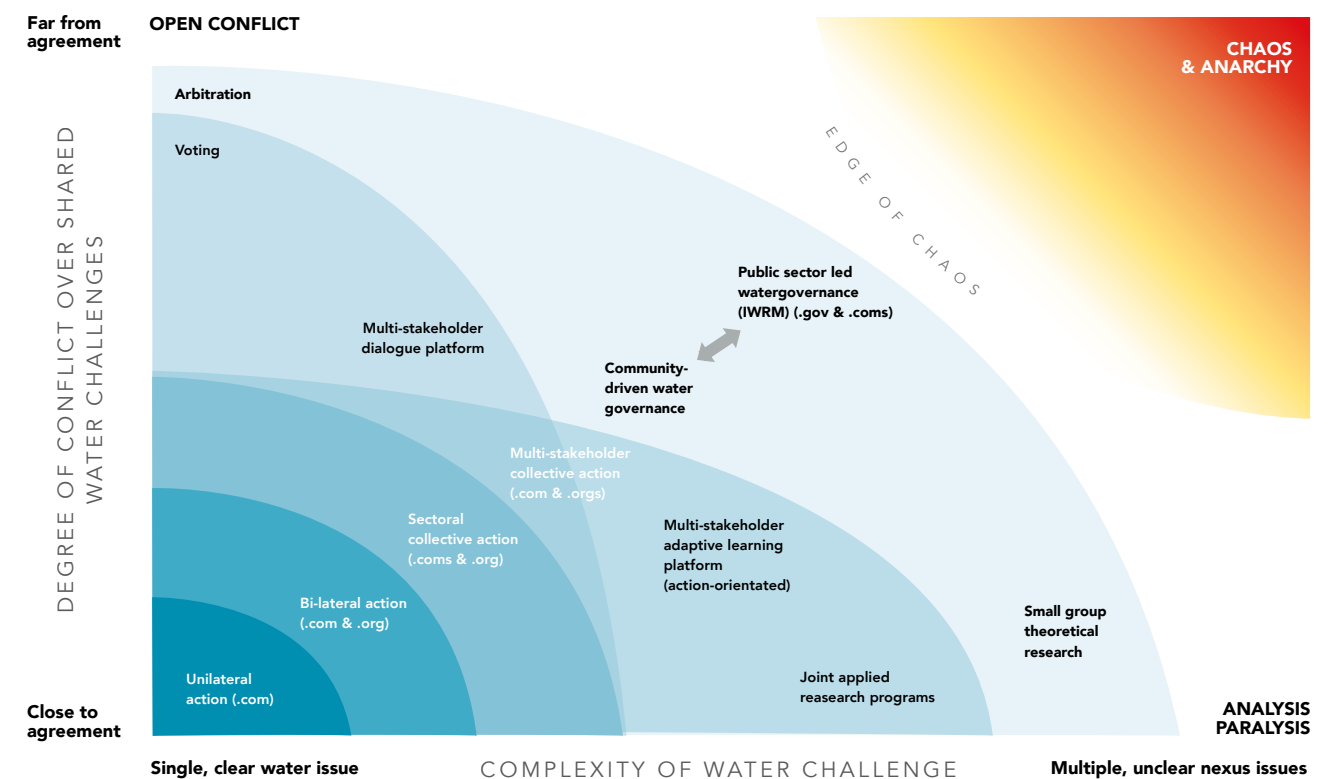 Far from
agreement
OPEN CONFLICT
CHAOS
& ANARCHY
Arbitration
Voting
EDGE OF CHAOS
DEGREE OF CONFLICT OVER SHARED
WATER CHALLENGES
Public sector led
watergovernance
(IWRM) (.gov & .coms)
Multi-stakeholder
dialogue platform
Community-
driven water
governance
Multi-stakeholder
collective action
(.com & .orgs)
Sectoral
collective action
(.coms & .org)
Multi-stakeholder
adaptive learning
platform
(action-orientated)
Bi-lateral action
(.com & .org)
Small group
theoretical
research
Unilateral
action (.com)
Joint applied
reasearch programs
Close to
agreement
ANALYSIS
PARALYSIS
Single, clear water issue
COMPLEXITY OF WATER CHALLENGE
Multiple, unclear nexus issues